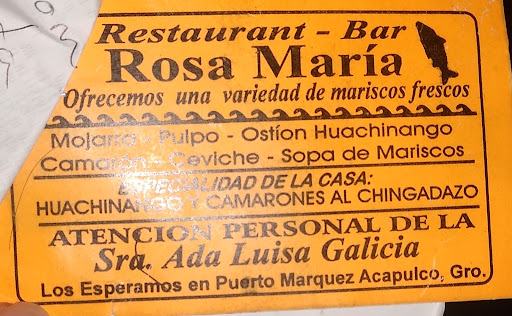 Restaurant - Bar
Rosa María
Ofrecemos una variedad de mariscos frescos
Mojarra - Pulpo - Ostíon Huachinango
Camarón - Ceviche - Sopa de Mariscos
ESPECIALIDAD DE LA CASA:
HUACHINANGO Y CAMARONES AL CHINGADAZO
ATENCION PERSONAL DE LA
Sra. Ada Luisa Galicia
Los Esperamos en Puerto Marquez Acapulco, Gro.